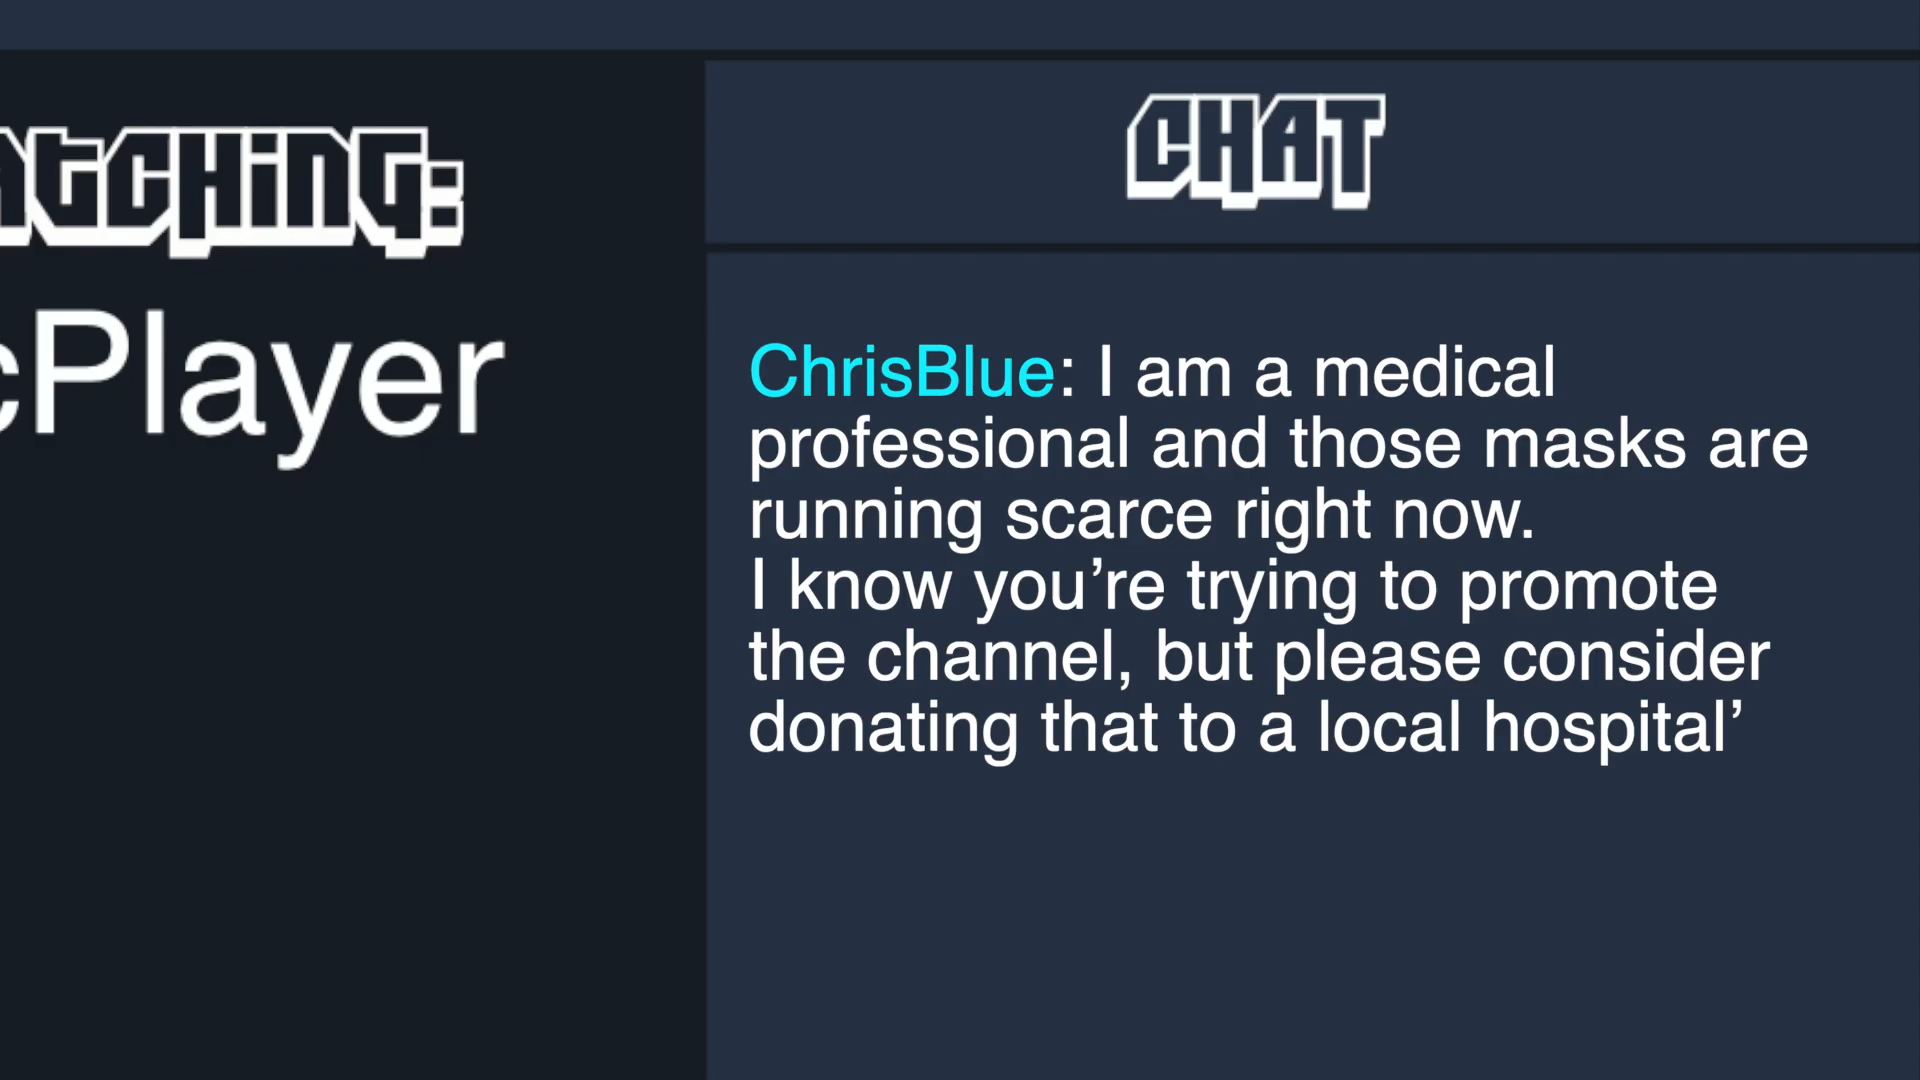 CHAT
cPlayer
ChrisBlue: I am a medical
professional and those masks are
running scarce right now.
I know you’re trying to promote
the channel, but please consider
donating that to a local hospital’